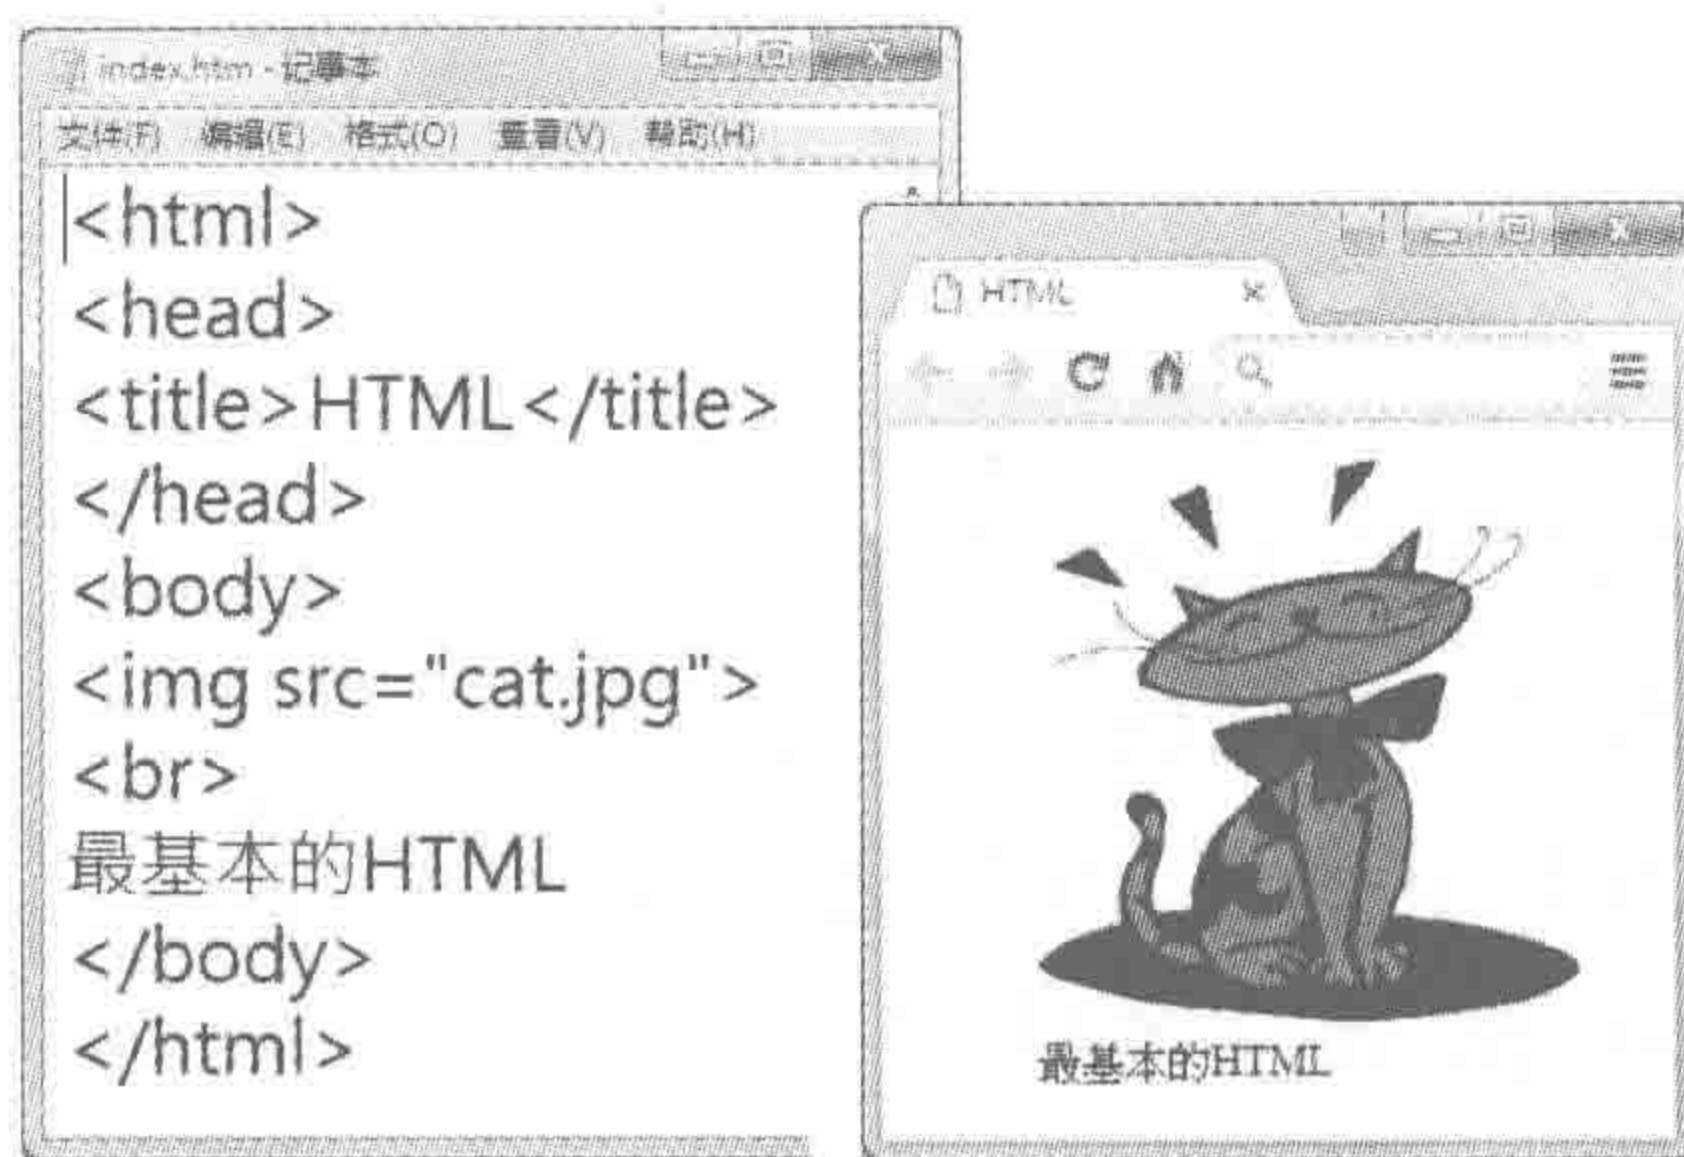 index.htm - 记事本
文件(F) 编辑(E) 格式(O) 查看(V) 帮助(H)
<html>
<head>
<title>HTML</title>
</head>
<body>
<img src="cat.jpg">
<br>
最基本的HTML
</body>
</html>
HTML
最基本的HTML